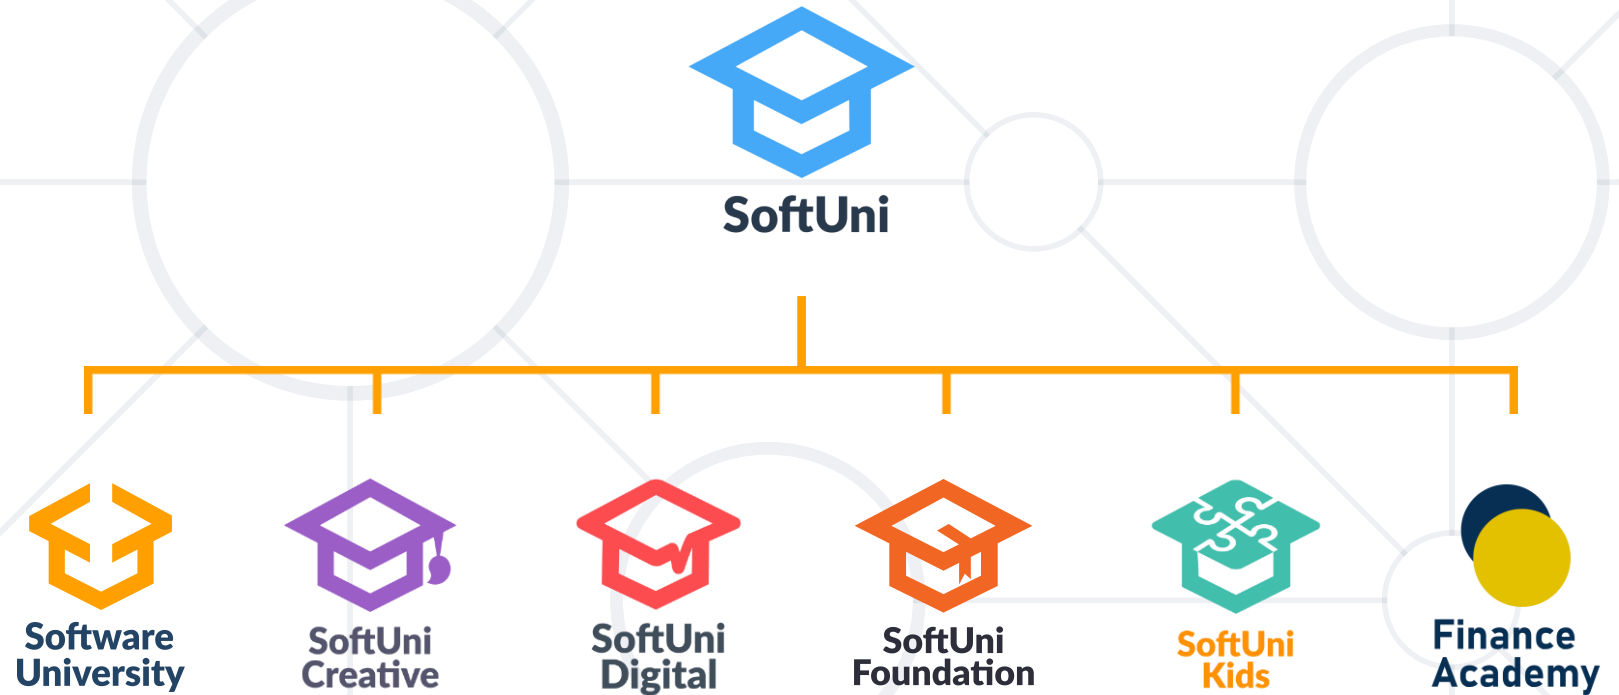 SoftUni
Software
University
SoftUni
Creative
SoftUni
Digital
SoftUni
Foundation
SoftUni
Kids
Finance
Academy